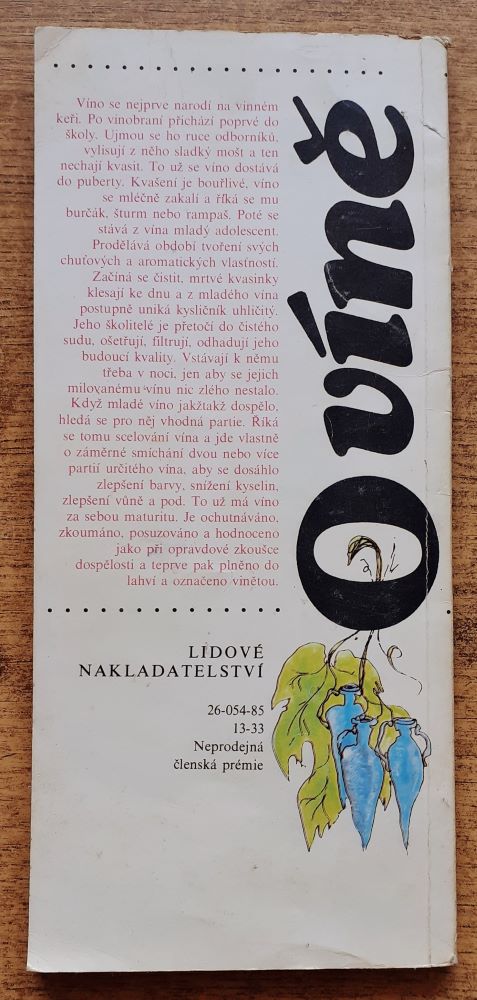 Víno se nejprve narodí na vinném
keři. Po vinobraní přichází poprvé do
školy. Ujmou se ho ruce odborníků,
vylisují z něho sladký mošt a ten
nechají kvasit. To už se víno dostává
do puberty. Kvašení je bouřlivé, víno
se mléčně zakalí a říká se mu
burčák, šturm nebo rampaš. Poté se
stává z vína mladý adolescent.
Prodělává období tvoření svých
chuťových a aromatických vlastností.
Začíná se čistit, mrtvé kvasinky
klesají ke dnu a z mladého vína
postupně uniká kysličník uhličitý.
Jeho školitelé je přetočí do čistého
sudu, ošetřují, filtrují, odhadují jeho
budoucí kvality. Vstávají k němu
třeba v noci, jen aby se jejich
milovanému vínu nic zlého nestalo.
Když mladé víno jakžtakž dospělo,
hledá se pro něj vhodná partie. Říká
se tomu scelování vína a jde vlastně
o záměrné smíchání dvou nebo více
partií určitého vína, aby se dosáhlo
zlepšení barvy, snížení kyselin,
zlepšení vůně a pod. To už má víno
za sebou maturitu. Je ochutnáváno,
zkoumáno, posuzováno a hodnoceno
jako při opravdové zkoušce
dospělosti a teprve pak plněno do
lahví a označeno vinětou.
O víně
LIDOVÉ
NAKLADATELSTVÍ
26-054-85
13-33
Neprodejná
členská prémie